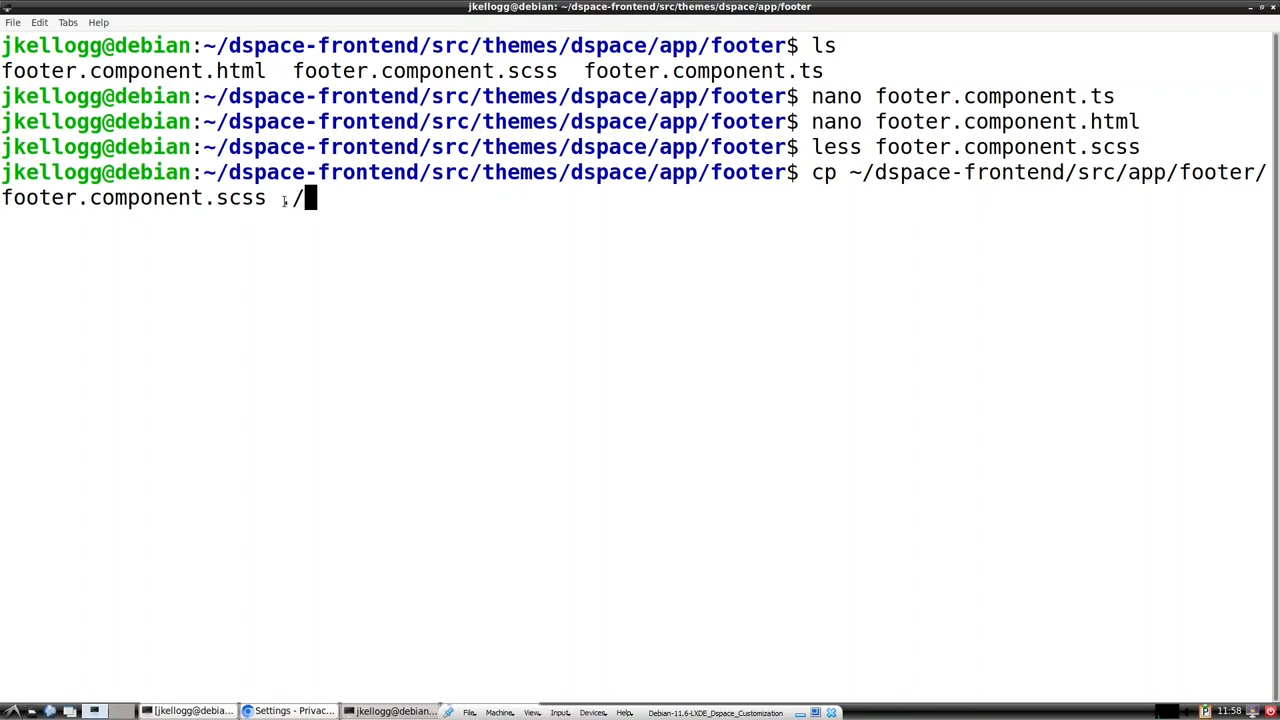 jkellogg@debian: ~/dspace-frontend/src/themes/dspace/app/footer
File Edit Tabs Help
jkellogg@debian:~/dspace-frontend/src/themes/dspace/app/footer$ ls
footer.component.html footer.component.scss footer.component.ts
jkellogg@debian:~/dspace-frontend/src/themes/dspace/app/footer$ nano footer.component.ts
jkellogg@debian:~/dspace-frontend/src/themes/dspace/app/footer$ nano footer.component.html
jkellogg@debian:~/dspace-frontend/src/themes/dspace/app/footer$ less footer.component.scss
jkellogg@debian:~/dspace-frontend/src/themes/dspace/app/footer$ cp ~/dspace-frontend/src/app/footer/
footer.component.scss ./
[jkellogg@debian... Settings - Privac... jkellogg@debian... File Machine View Input Devices Help Debian-11.6-LXDE_Dspace_Customization 11:58